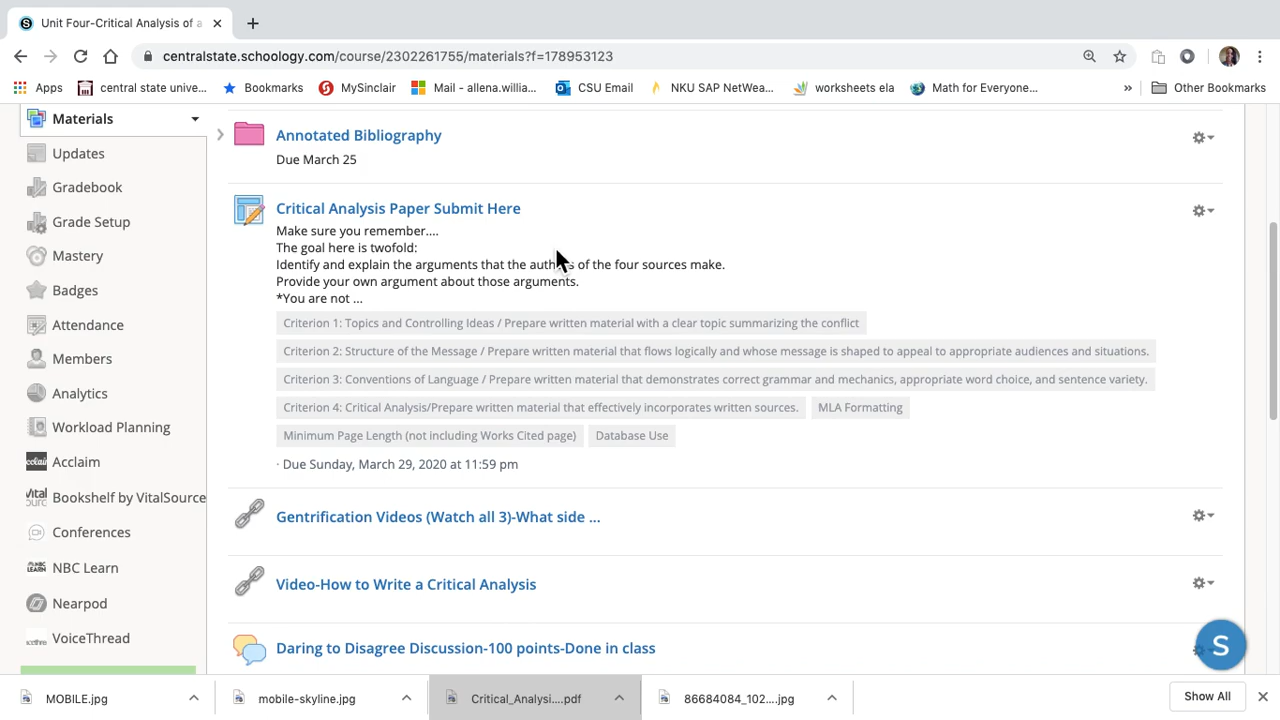 Unit Four-Critical Analysis of a
centralstate.schoology.com/course/2302261755/materials?f=178953123
Apps
central state unive...
Bookmarks
MySinclair
Mail - allena.willia...
CSU Email
NKU SAP NetWea...
worksheets ela
Math for Everyone...
»
Other Bookmarks
Materials
Updates
Gradebook
Grade Setup
Mastery
Badges
Attendance
Members
Analytics
Workload Planning
Acclaim
Bookshelf by VitalSource
Conferences
NBC Learn
Nearpod
VoiceThread
Annotated Bibliography
Due March 25
Critical Analysis Paper Submit Here
Make sure you remember....
The goal here is twofold:
Identify and explain the arguments that the authors of the four sources make.
Provide your own argument about those arguments.
*You are not ...
Criterion 1: Topics and Controlling Ideas / Prepare written material with a clear topic summarizing the conflict
Criterion 2: Structure of the Message / Prepare written material that flows logically and whose message is shaped to appeal to appropriate audiences and situations.
Criterion 3: Conventions of Language / Prepare written material that demonstrates correct grammar and mechanics, appropriate word choice, and sentence variety.
Criterion 4: Critical Analysis/Prepare written material that effectively incorporates written sources.
MLA Formatting
Minimum Page Length (not including Works Cited page)
Database Use
· Due Sunday, March 29, 2020 at 11:59 pm
Gentrification Videos (Watch all 3)-What side ...
Video-How to Write a Critical Analysis
Daring to Disagree Discussion-100 points-Done in class
S
MOBILE.jpg
mobile-skyline.jpg
Critical_Analysi....pdf
86684084_102....jpg
Show All